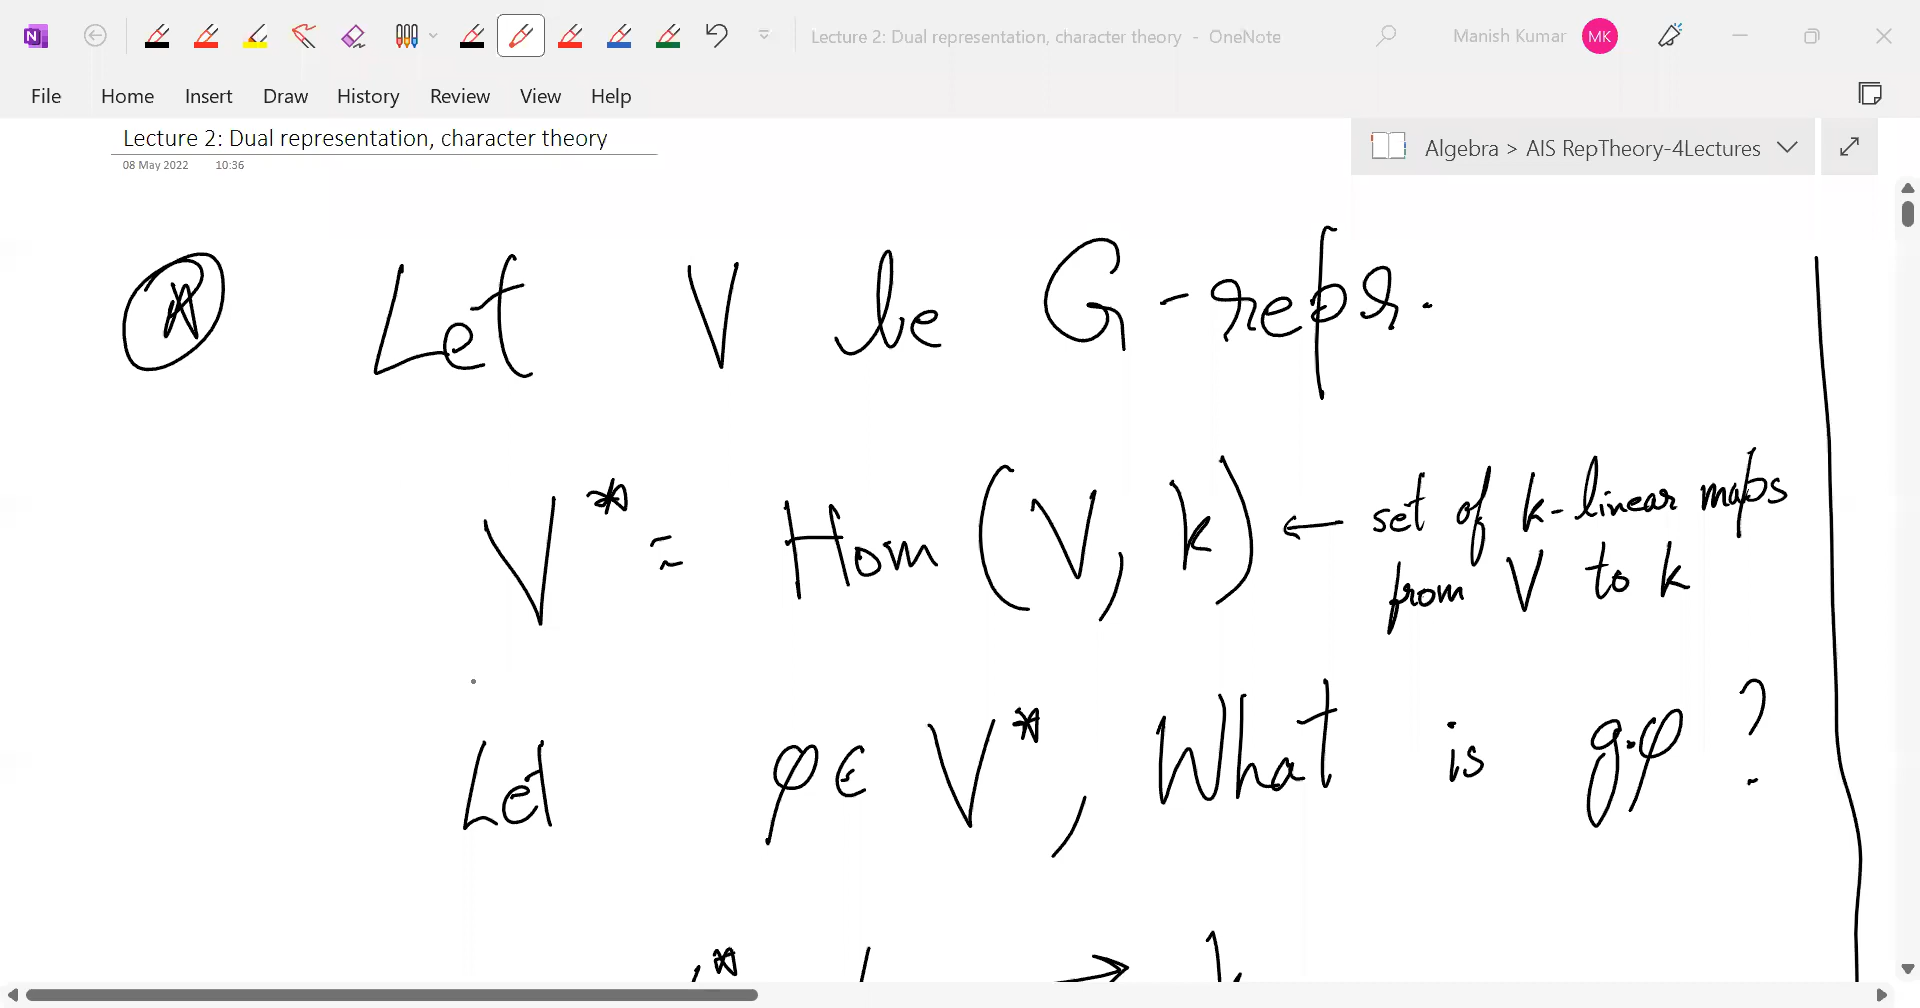 Lecture 2: Dual representation, character theory - OneNote
Manish Kumar MK
File Home Insert Draw History Review View Help
Lecture 2: Dual representation, character theory
08 May 2022 10:36
Algebra > AIS RepTheory-4Lectures
Let V be G-repr.
V* = Hom (V, k) ← set of k-linear maps
from V to k
Let φ ∈ V*, What is g.φ ?